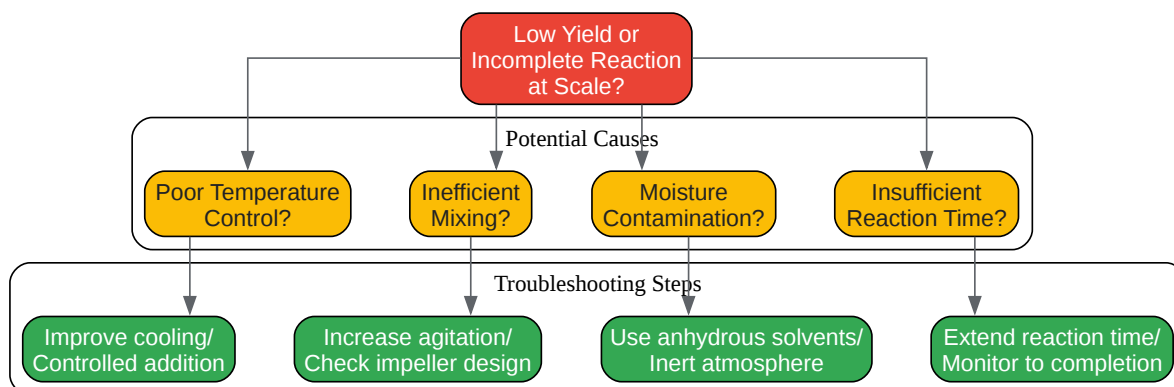 Low Yield or
Incomplete Reaction
at Scale?
Potential Causes
Poor Temperature
Control?
Inefficient
Mixing?
Moisture
Contamination?
Insufficient
Reaction Time?
Troubleshooting Steps
Improve cooling/
Controlled addition
Increase agitation/
Check impeller design
Use anhydrous solvents/
Inert atmosphere
Extend reaction time/
Monitor to completion